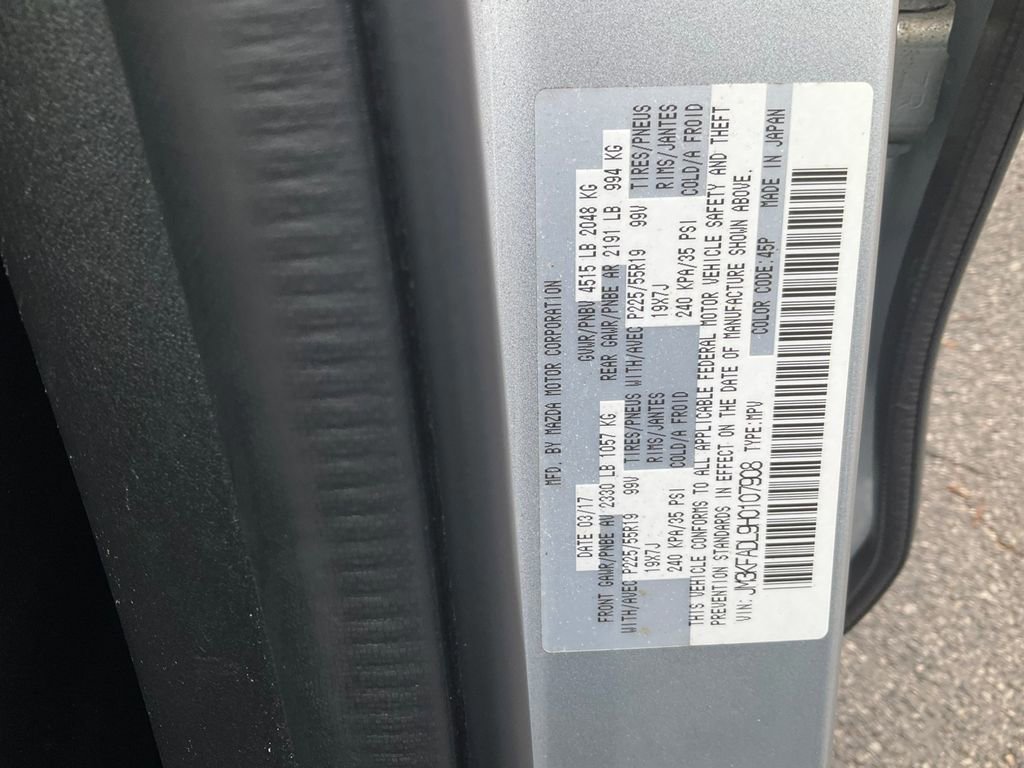 MFD. BY MAZDA MOTOR CORPORATION
DATE 03/17 GVWR/PNBV 4515 LB 2048 KG
FRONT GAWR/PNBE AV 2330 LB 1057 KG REAR GAWR/PNBE AR 2191 LB 994 KG
WITH/AVEC P225/55R19 99V TIRES/PNEUS WITH/AVEC P225/55R19 99V TIRES/PNEUS
19X7J RIMS/JANTES 19X7J RIMS/JANTES
240 KPA/35 PSI COLD/A FROID 240 KPA/35 PSI COLD/A FROID
THIS VEHICLE CONFORMS TO ALL APPLICABLE FEDERAL MOTOR VEHICLE SAFETY AND THEFT
PREVENTION STANDARDS IN EFFECT ON THE DATE OF MANUFACTURE SHOWN ABOVE.
VIN: JM3KFADL9H0107908 TYPE:MPV COLOR CODE:45P MADE IN JAPAN